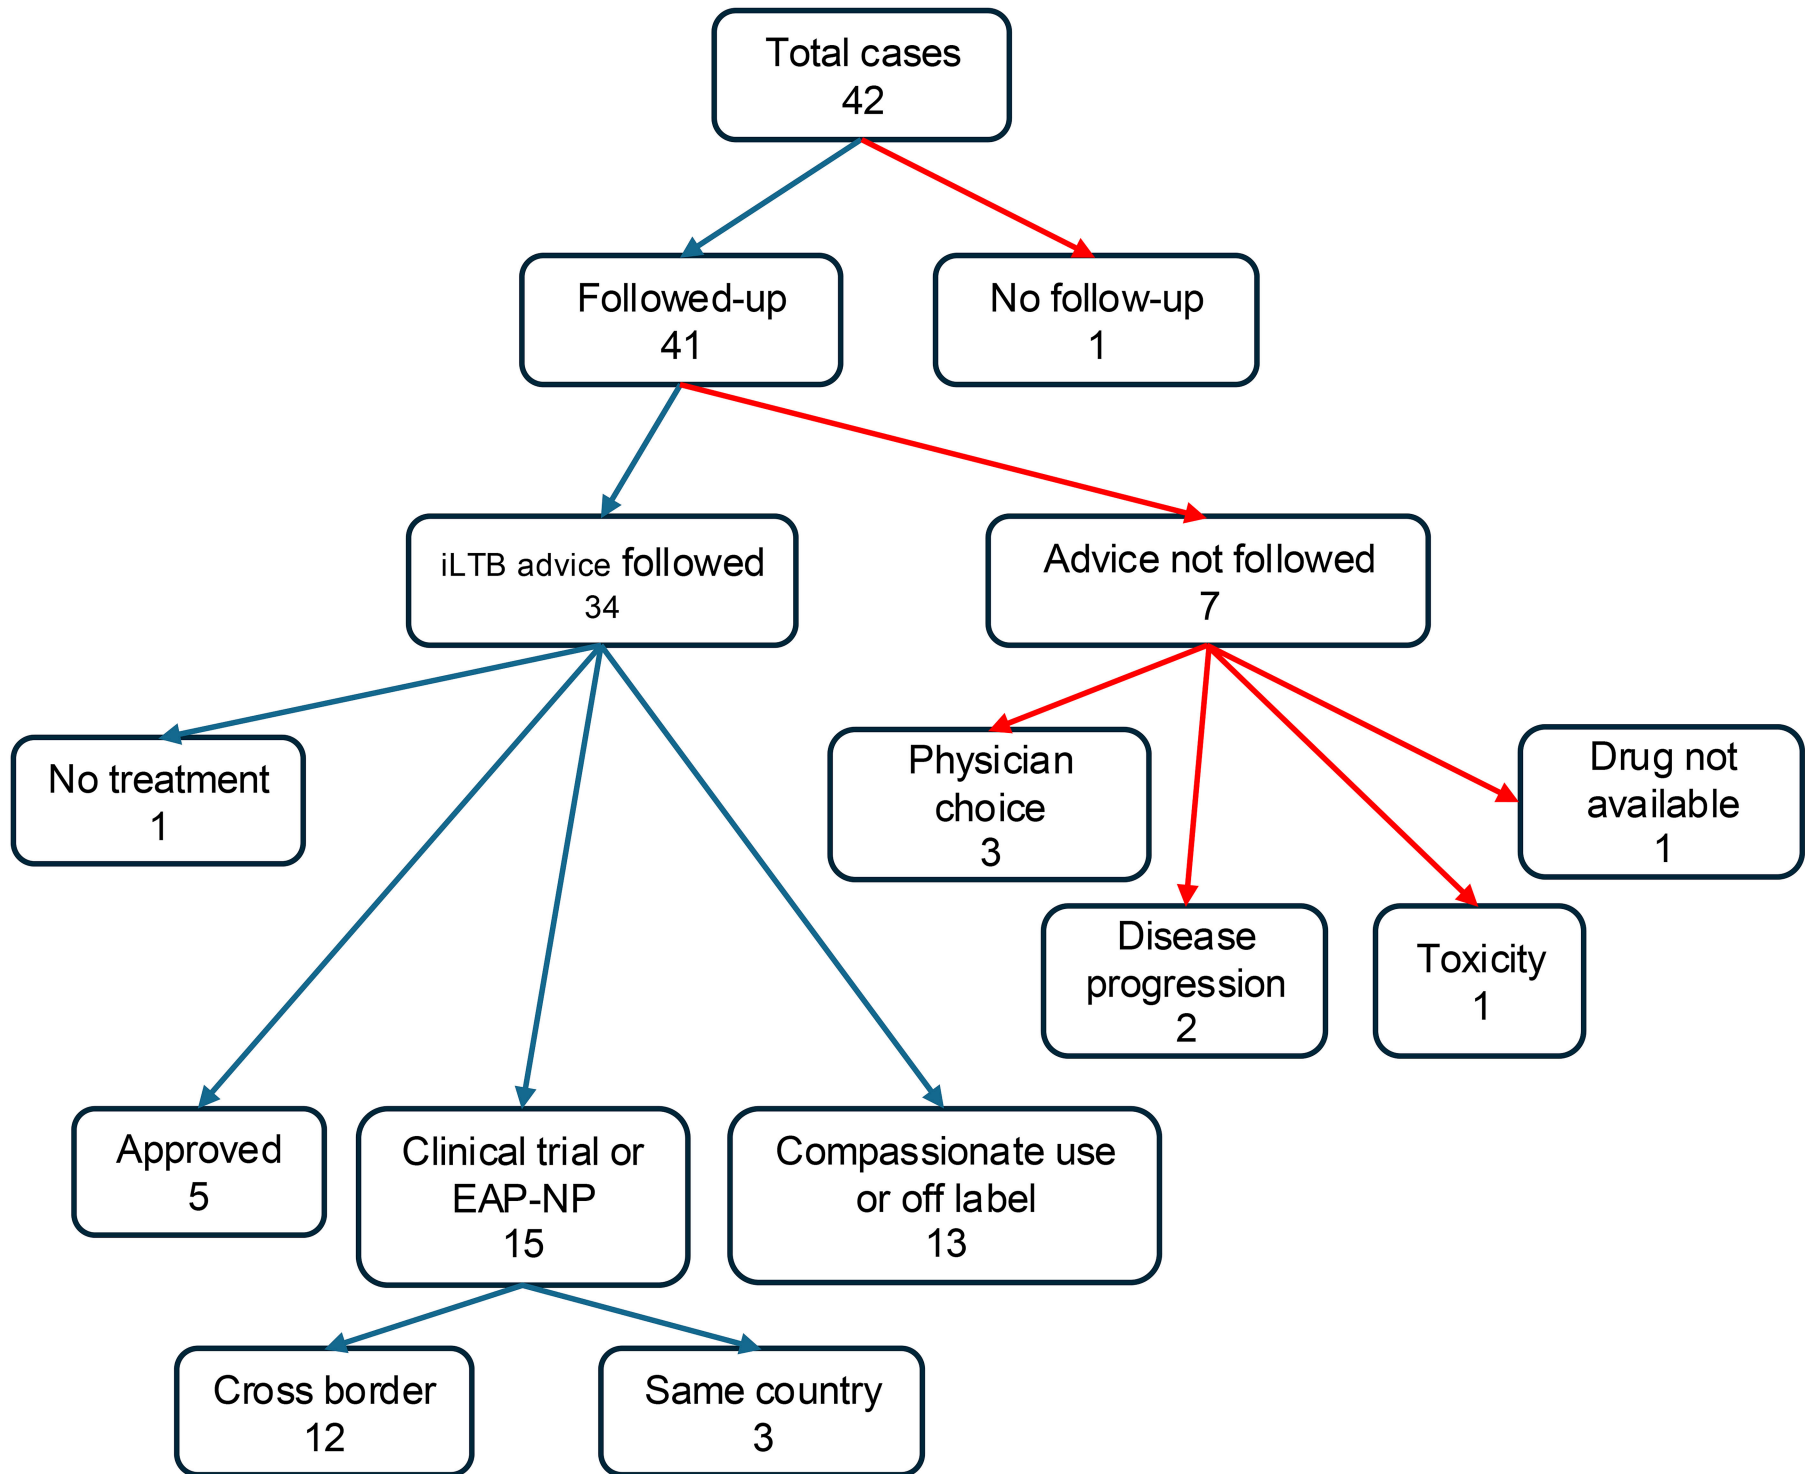 Total cases
42
Followed-up
41
No follow-up
1
iLTB advice followed
34
Advice not followed
7
No treatment
1
Physician
choice
3
Drug not
available
1
Disease
progression
2
Toxicity
1
Approved
5
Clinical trial or
EAP-NP
15
Compassionate use
or off label
13
Cross border
12
Same country
3